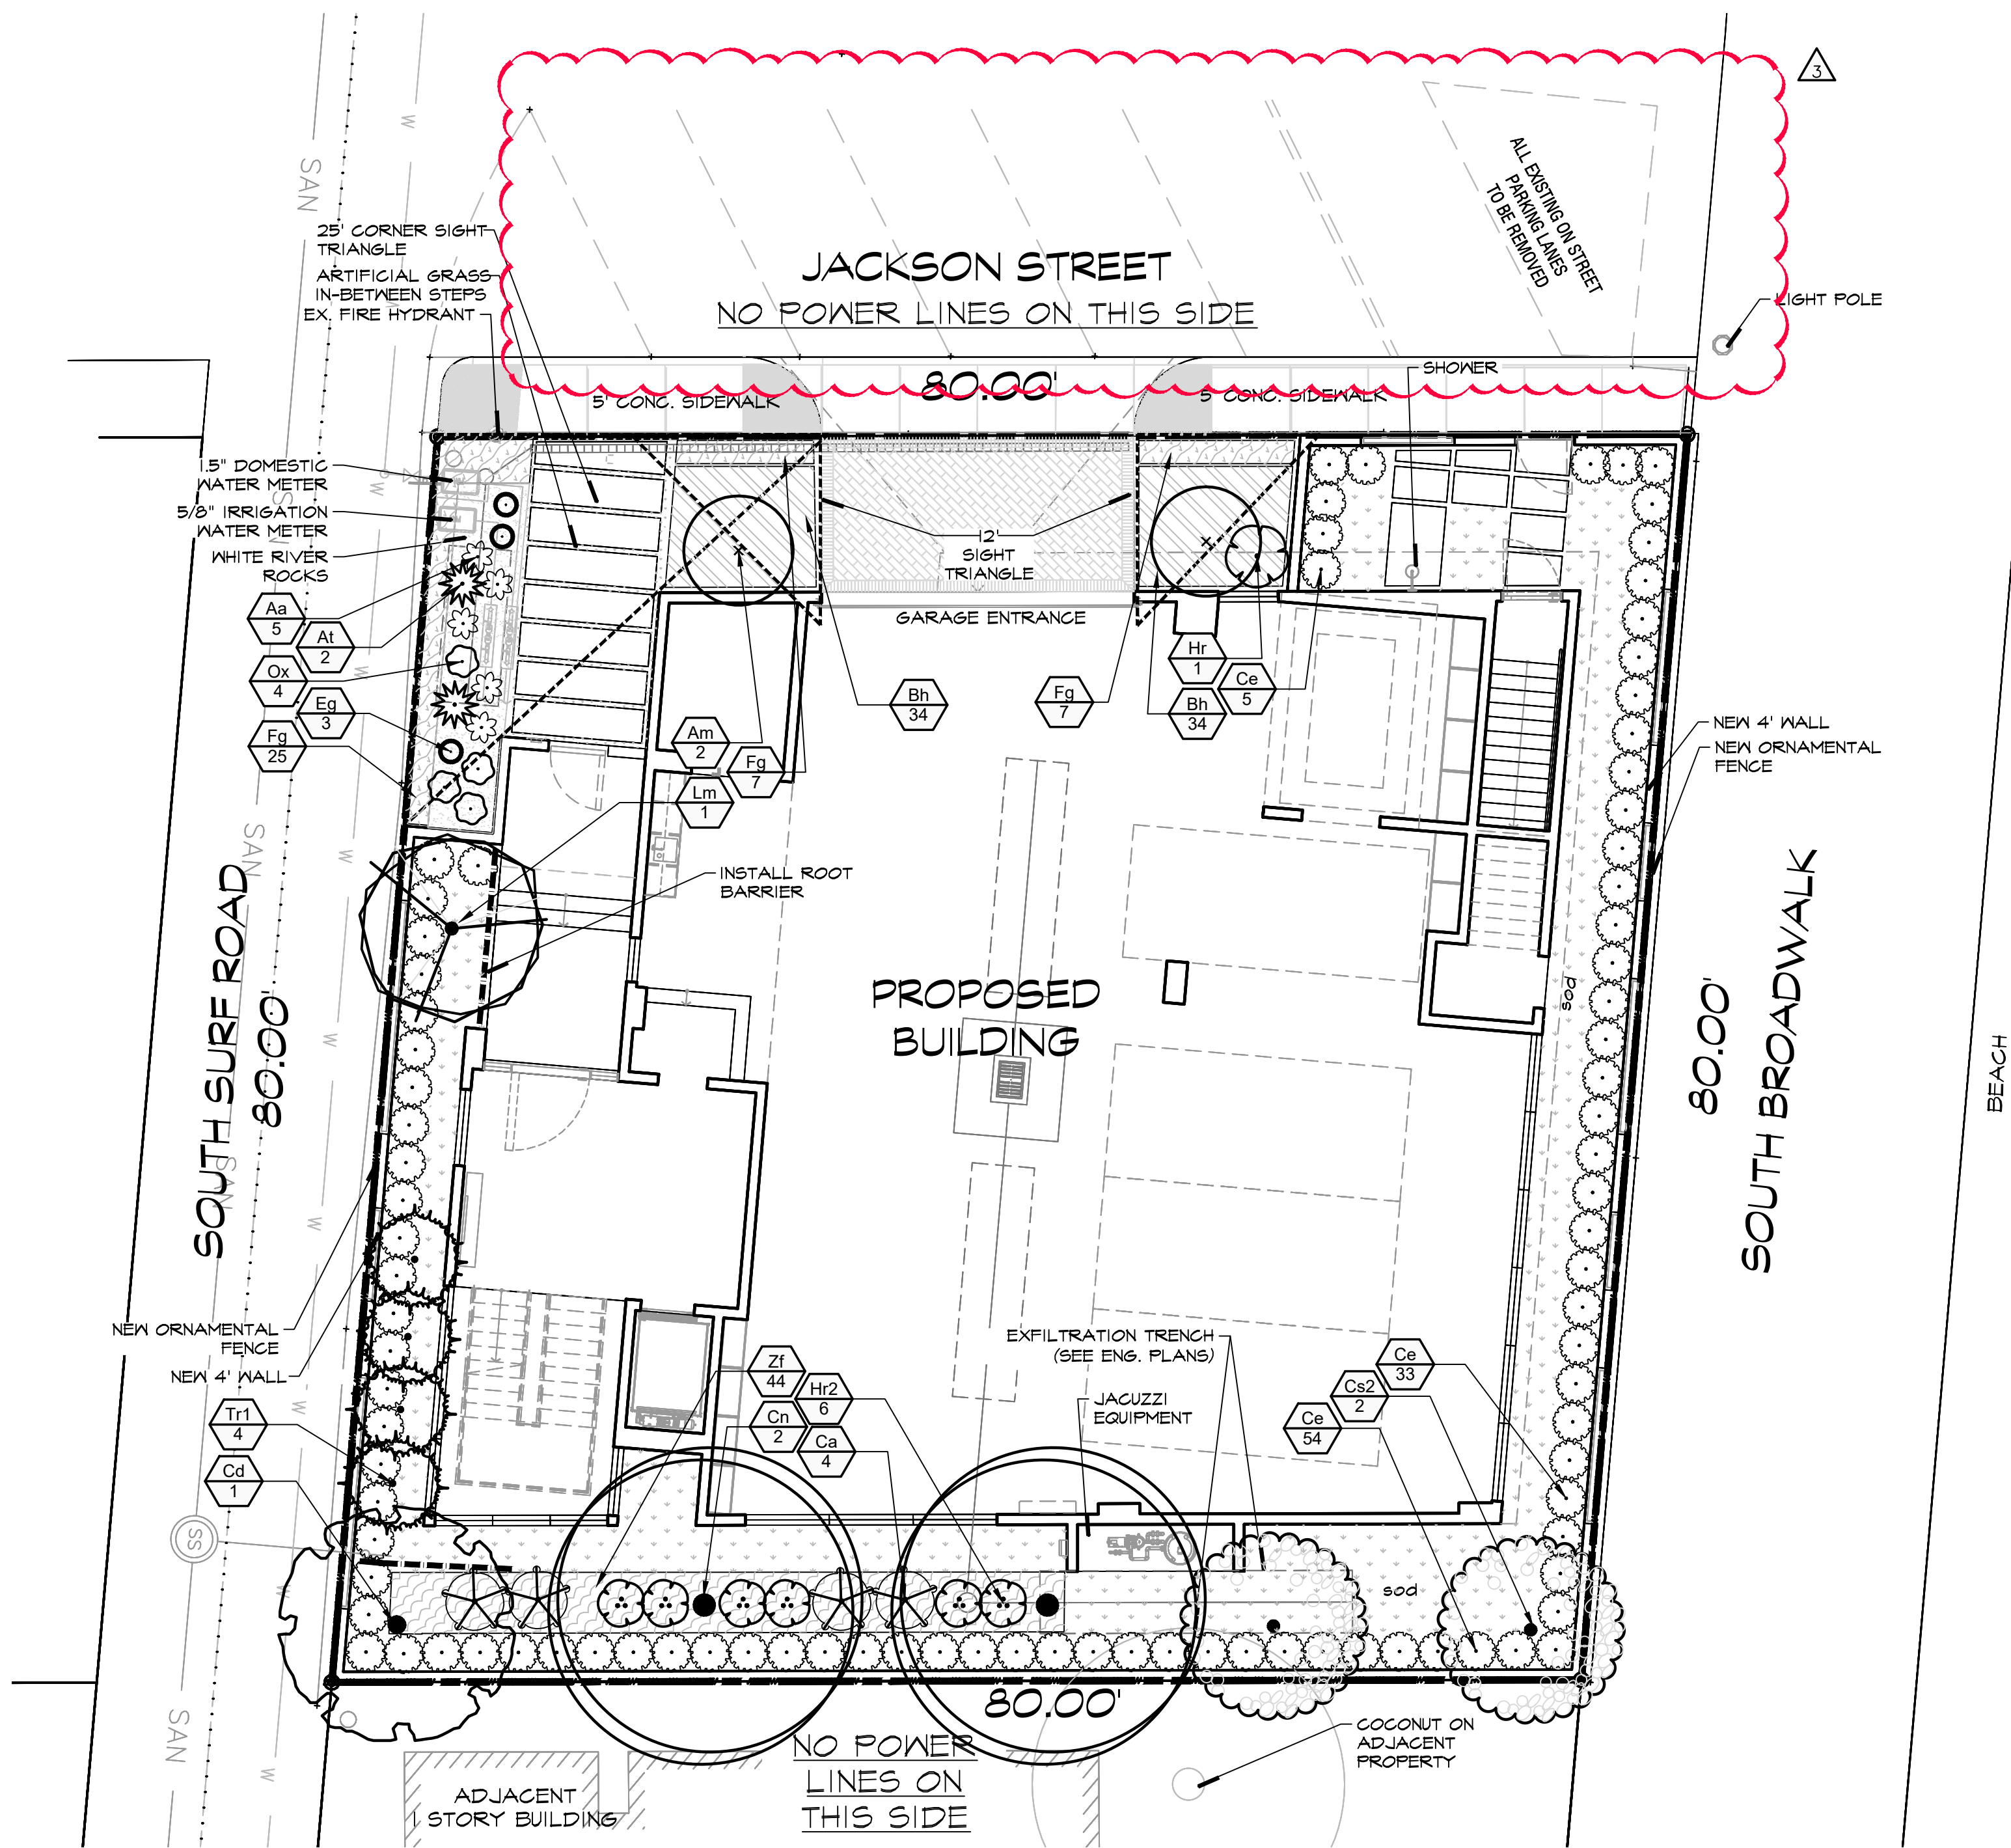 3
ALL EXISTING ON STREET
PARKING LANES
TO BE REMOVED
W
SAN
25' CORNER SIGHT
TRIANGLE
ARTIFICIAL GRASS
IN-BETWEEN STEPS
EX. FIRE HYDRANT
JACKSON STREET
NO POWER LINES ON THIS SIDE
LIGHT POLE
SHOWER
80.00'
5' CONC. SIDEWALK
5' CONC. SIDEWALK
1.5" DOMESTIC
WATER METER
5/8" IRRIGATION
WATER METER
WHITE RIVER
ROCKS
W
SAN
12'
SIGHT
TRIANGLE
GARAGE ENTRANCE
Aa
5
At
2
Ox
4
Eg
3
Fg
25
W
W
Am
2
Fg
7
Lm
1
Bh
34
Fg
7
Hr
1
Ce
5
Bh
34
NEW 4' WALL
NEW ORNAMENTAL
FENCE
SAN
W
INSTALL ROOT
BARRIER
SOUTH SURF ROAD
80.00'
PROPOSED
BUILDING
sod
80.00'
SOUTH BROADWALK
BEACH
W
SAN
W
NEW ORNAMENTAL
FENCE
NEW 4' WALL
W
Tr1
4
Cd
1
Zf
44
Hr2
6
Cn
2
Ca
4
EXFILTRATION TRENCH
(SEE ENG. PLANS)
JACUZZI
EQUIPMENT
Ce
33
Cs2
2
Ce
54
SS
W
sod
80.00'
SAN
W
NO POWER
LINES ON
THIS SIDE
ADJACENT
1 STORY BUILDING
COCONUT ON
ADJACENT
PROPERTY